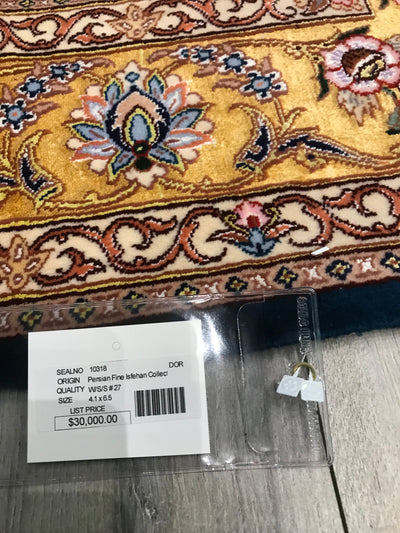 SEALNO 10318 DOR
ORIGIN Persian Fine Isfehan Collect
QUALITY W/S/S # 27
SIZE 4.1 x 6.5
LIST PRICE
$30,000.00